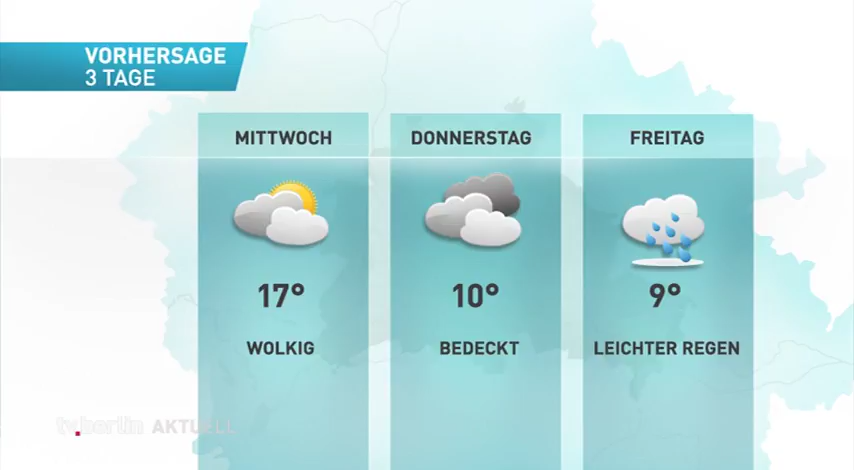 VORHERSAGE
3 TAGE
MITTWOCH
DONNERSTAG
FREITAG
17°
10°
9°
WOLKIG
BEDECKT
LEICHTER REGEN
tv.berlin AKTUELL